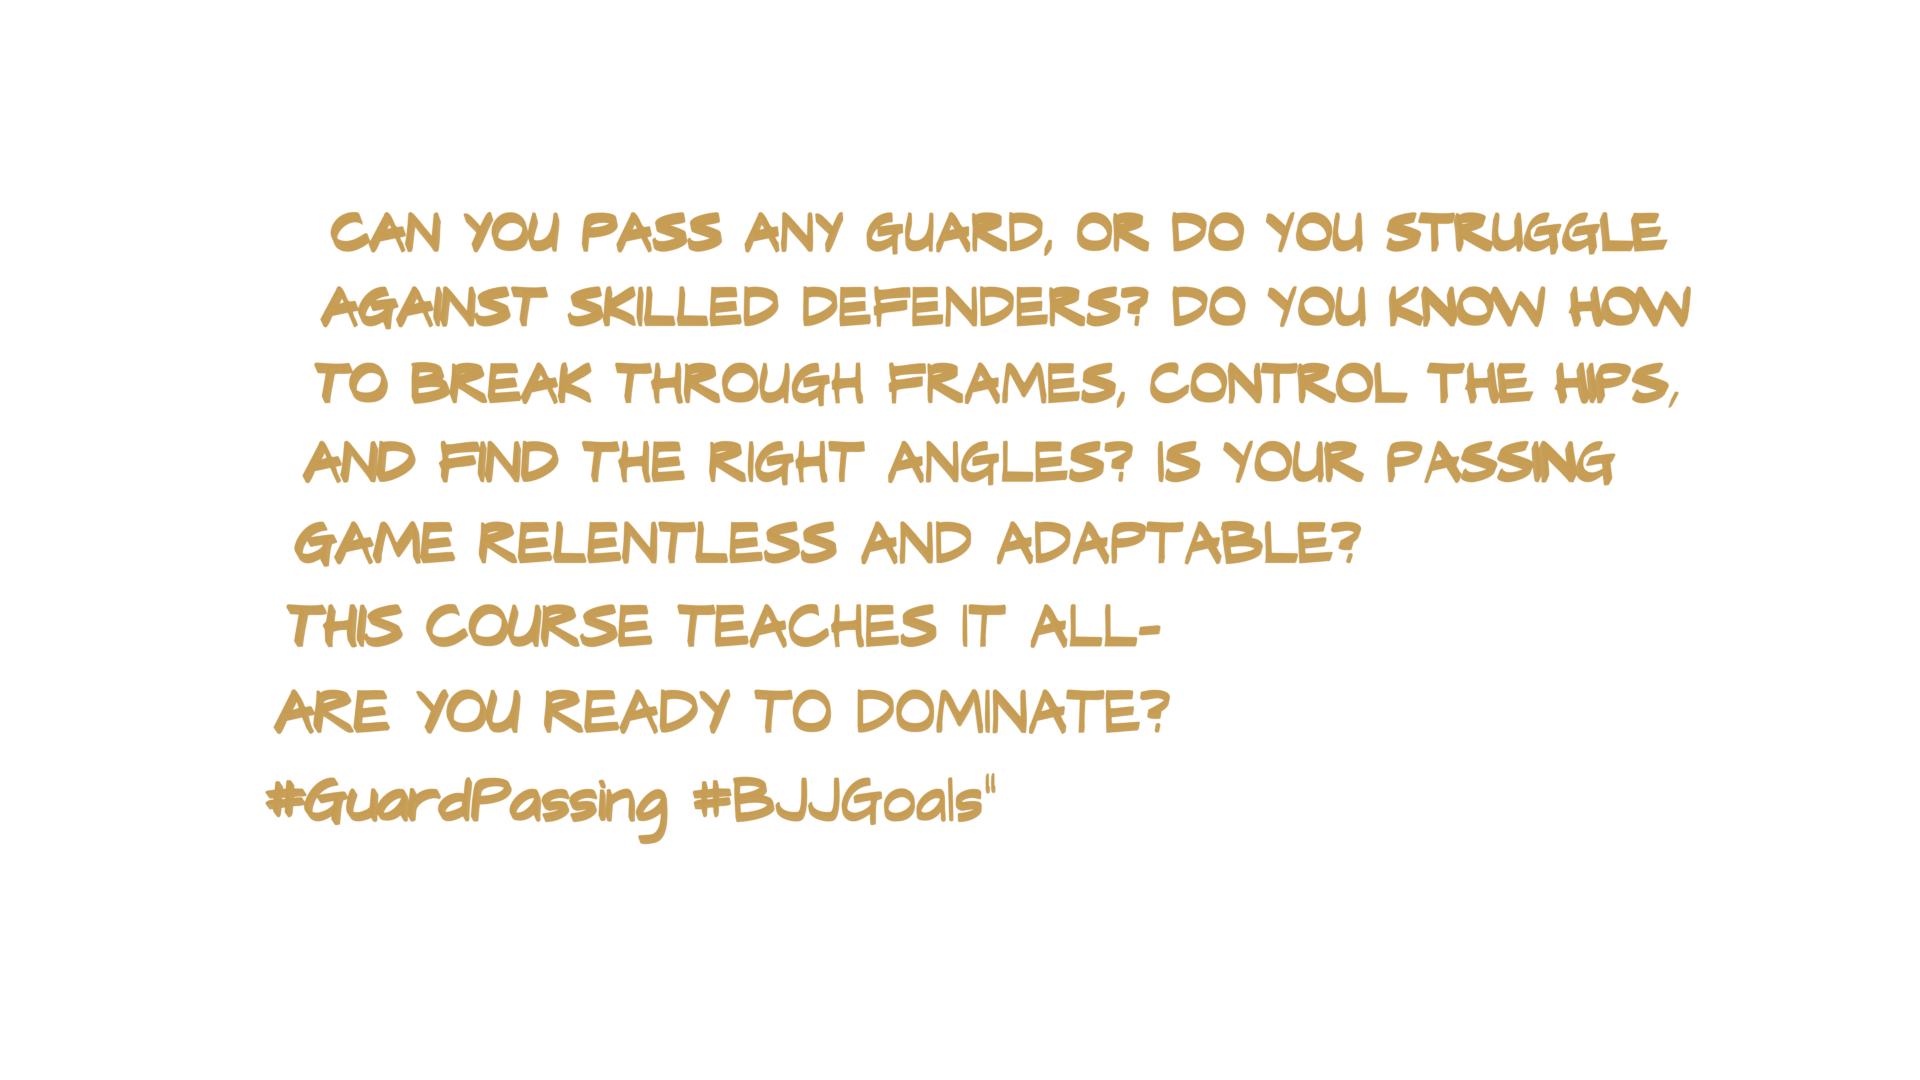 CAN YOU PASS ANY GUARD, OR DO YOU STRUGGLE
AGAINST SKILLED DEFENDERS? DO YOU KNOW HOW
TO BREAK THROUGH FRAMES, CONTROL THE HIPS,
AND FIND THE RIGHT ANGLES? IS YOUR PASSING
GAME RELENTLESS AND ADAPTABLE?
THIS COURSE TEACHES IT ALL-
ARE YOU READY TO DOMINATE?
#GuardPassing #BJJGoals"